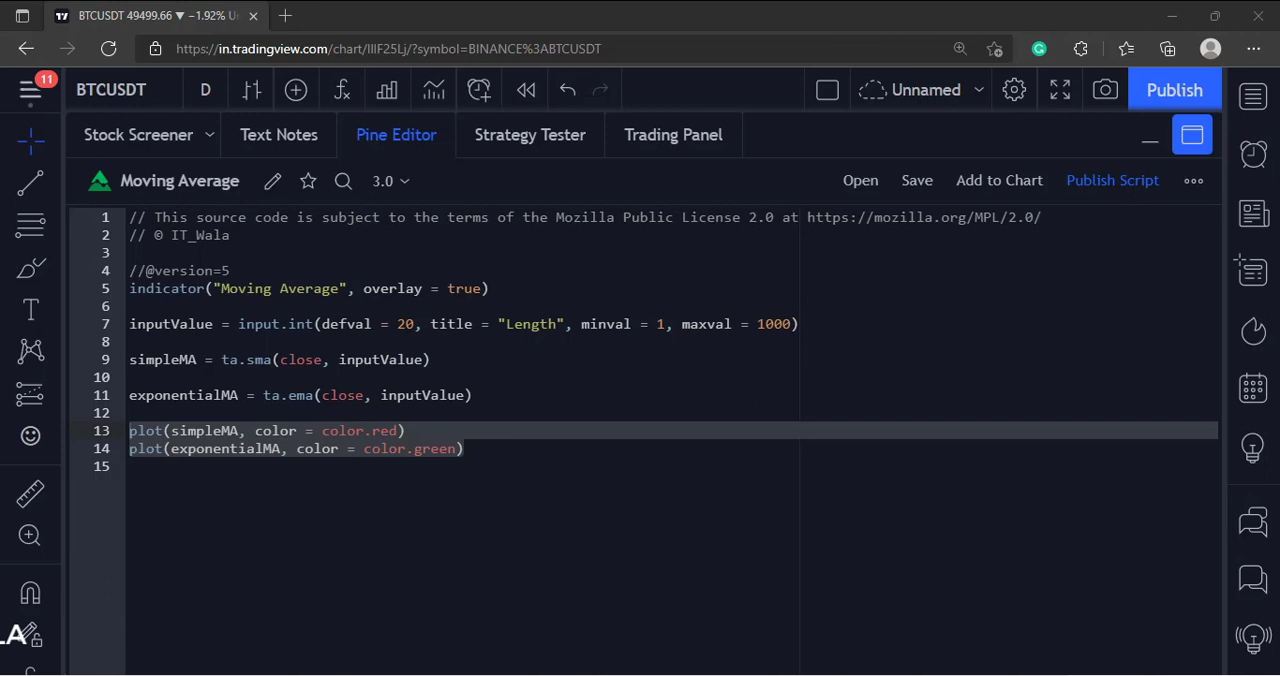 BTCUSDT 49499.66 ▼ −1.92% U
https://in.tradingview.com/chart/IlIF25Lj/?symbol=BINANCE%3ABTCUSDT
11
BTCUSDT D Unnamed Publish
Stock Screener Text Notes Pine Editor Strategy Tester Trading Panel
Moving Average 3.0 Open Save Add to Chart Publish Script
1 // This source code is subject to the terms of the Mozilla Public License 2.0 at https://mozilla.org/MPL/2.0/
2 // © IT_Wala
3
4 //@version=5
5 indicator("Moving Average", overlay = true)
6
7 inputValue = input.int(defval = 20, title = "Length", minval = 1, maxval = 1000)
8
9 simpleMA = ta.sma(close, inputValue)
10
11 exponentialMA = ta.ema(close, inputValue)
12
13 plot(simpleMA, color = color.red)
14 plot(exponentialMA, color = color.green)
15
LA